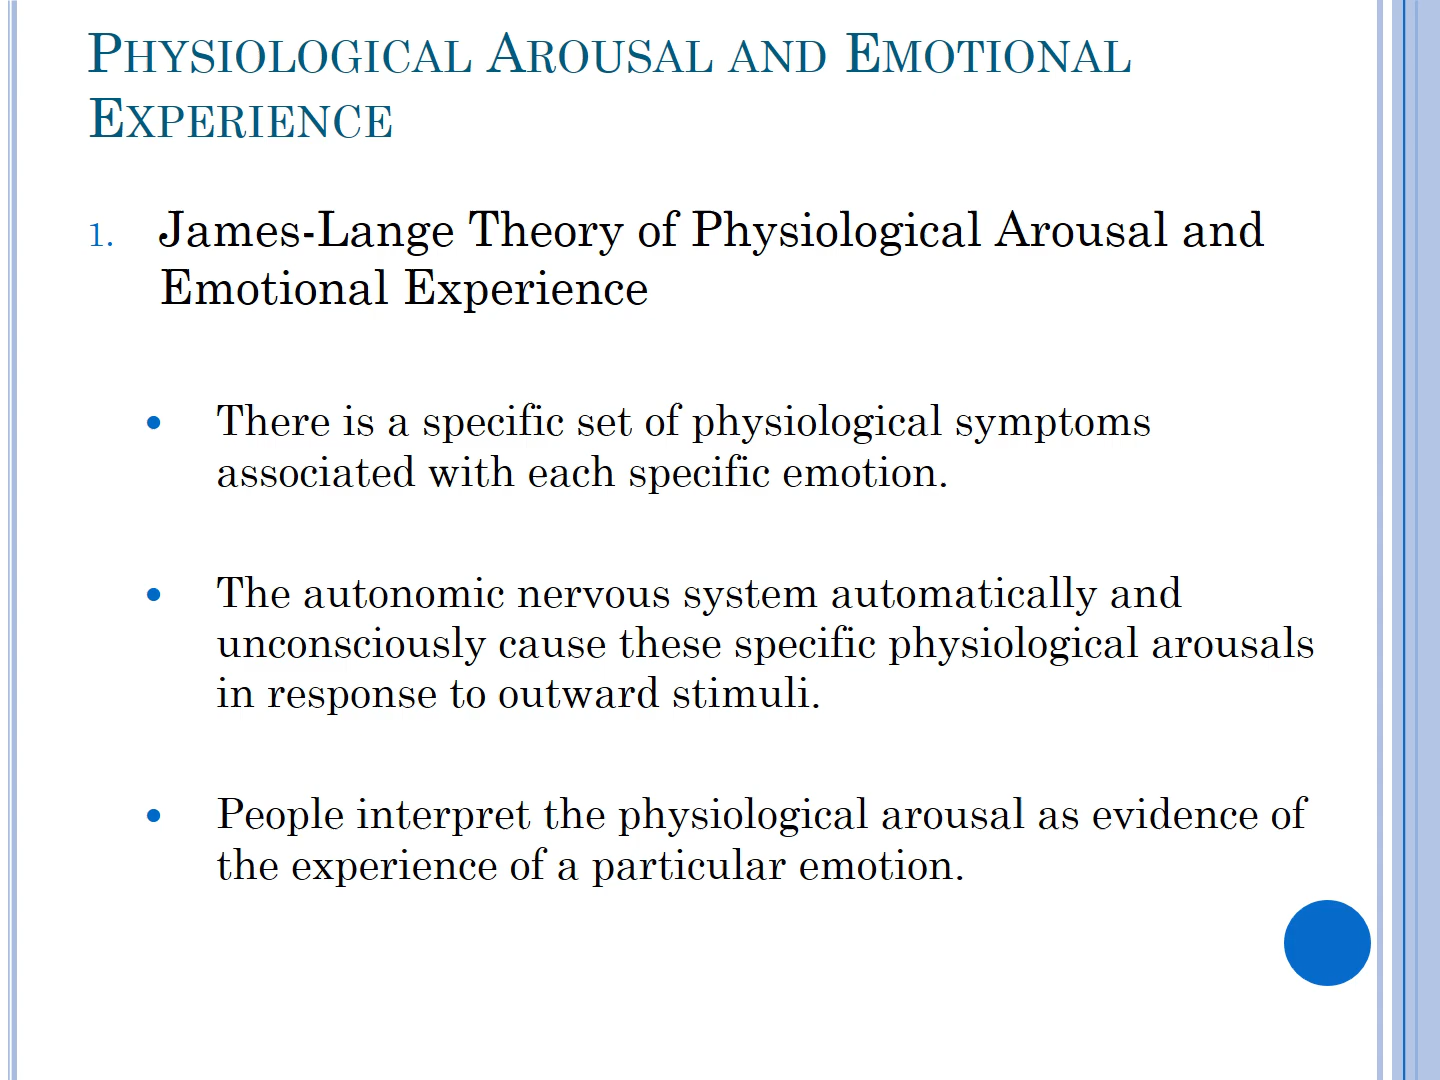 Physiological Arousal and Emotional
Experience
1. James-Lange Theory of Physiological Arousal and
Emotional Experience
• There is a specific set of physiological symptoms
associated with each specific emotion.
• The autonomic nervous system automatically and
unconsciously cause these specific physiological arousals
in response to outward stimuli.
• People interpret the physiological arousal as evidence of
the experience of a particular emotion.